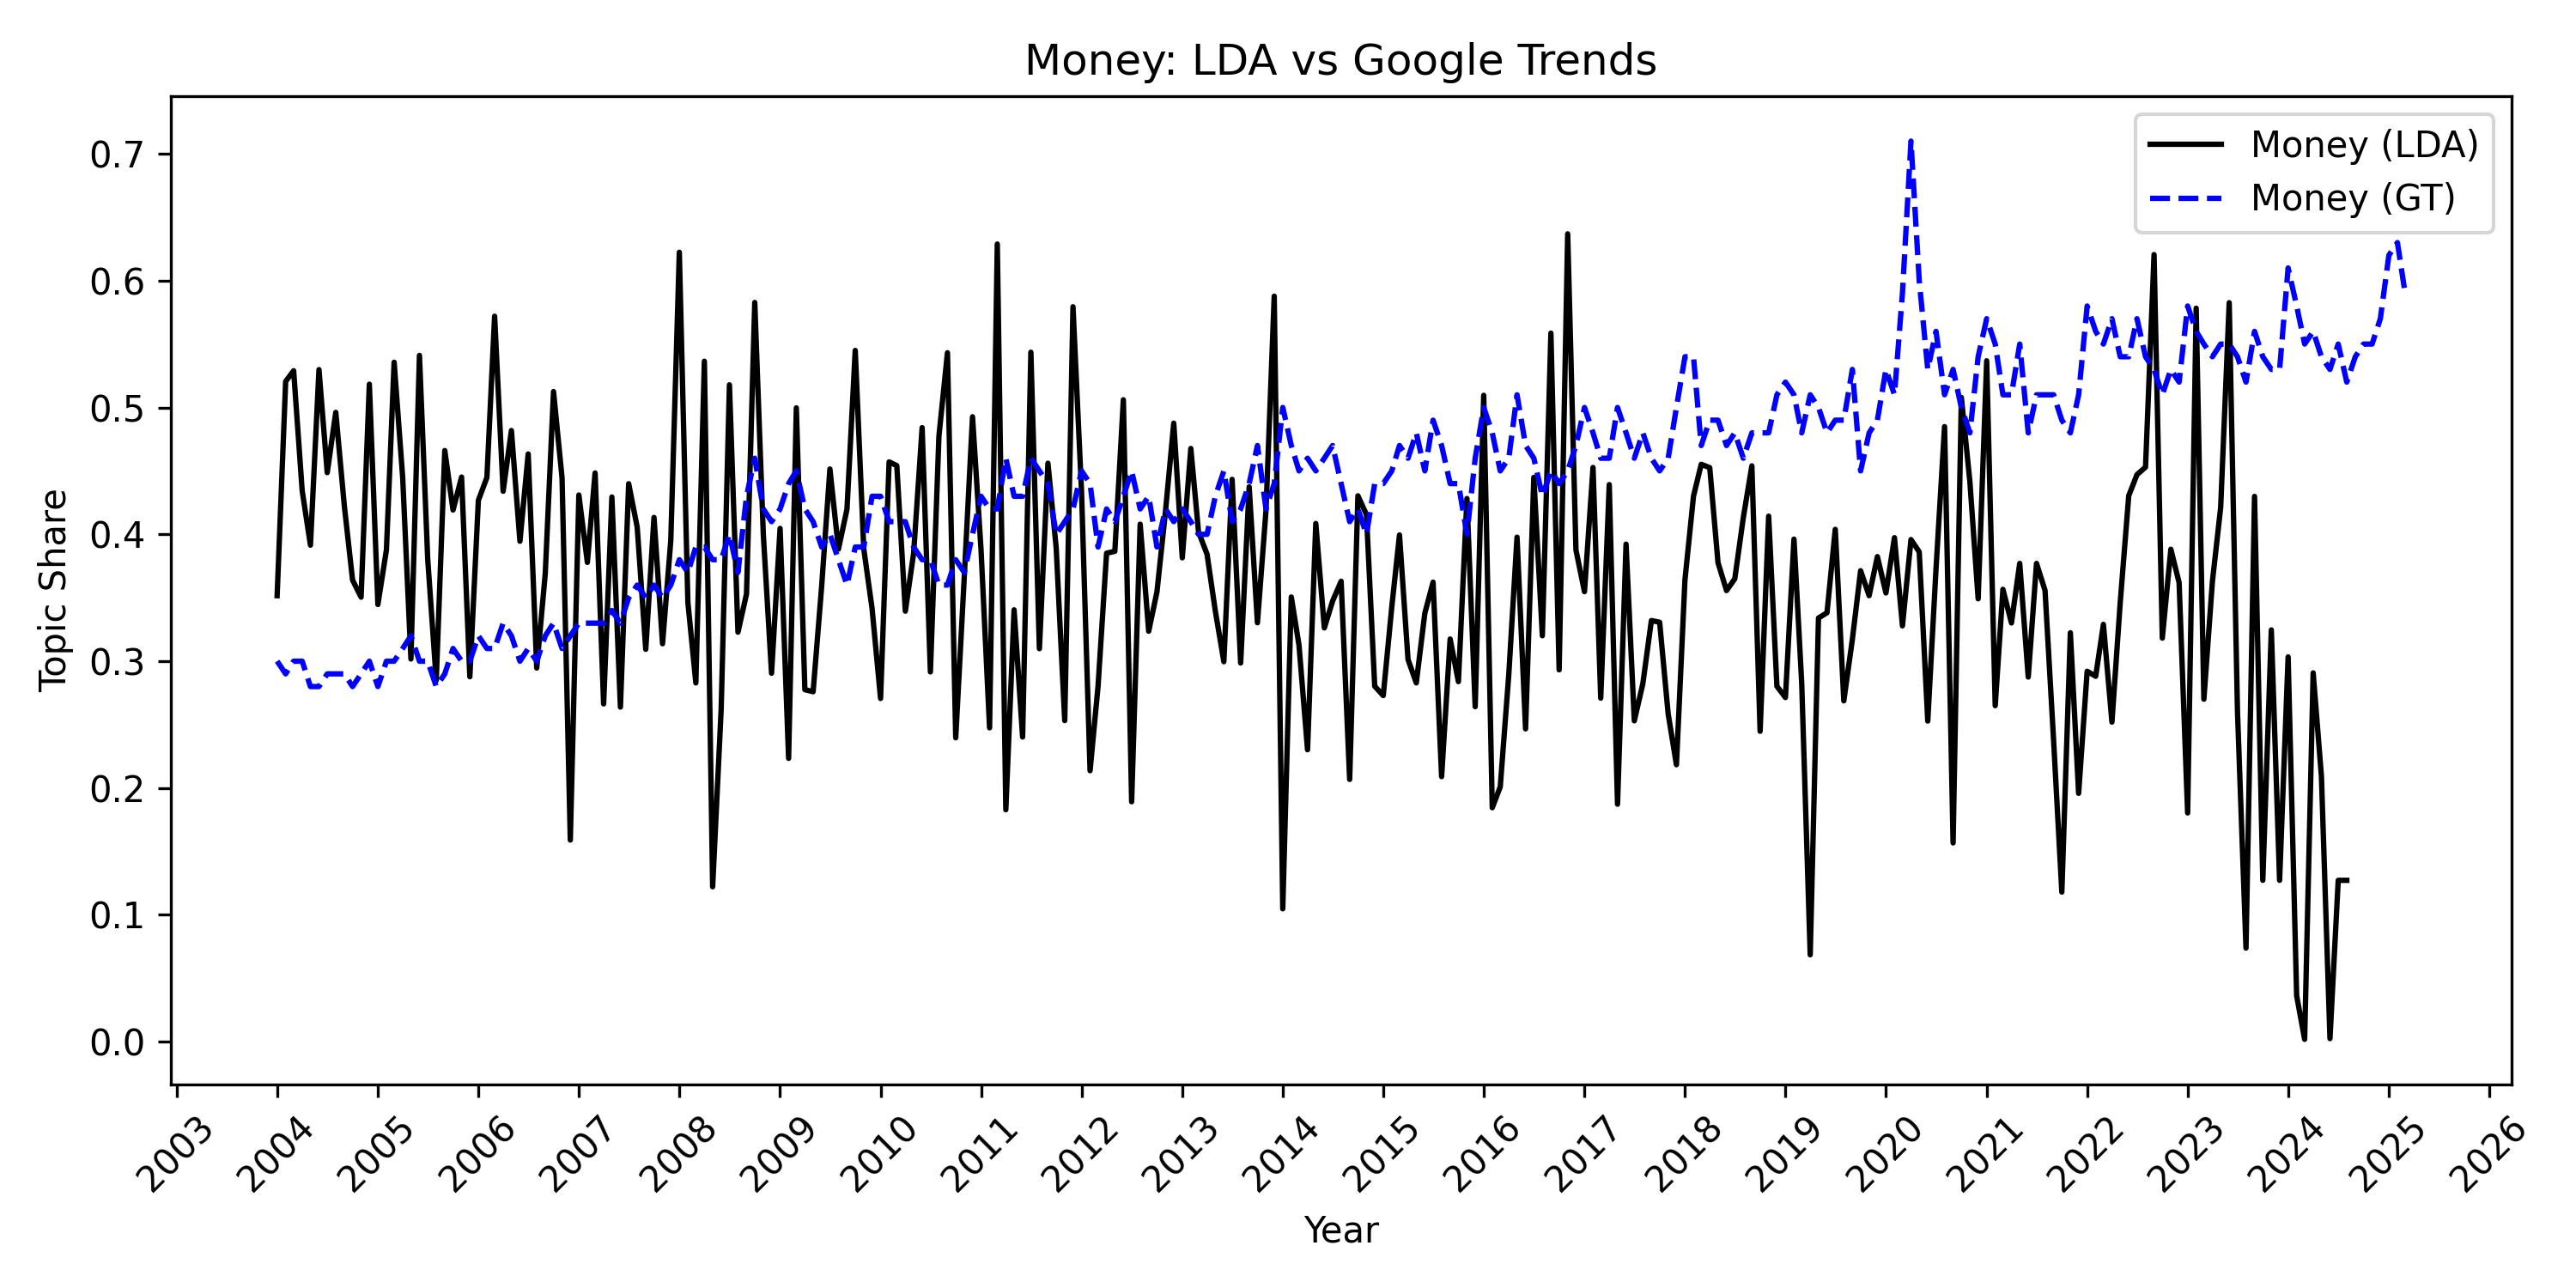 Money: LDA vs Google Trends
Money (LDA)
Money (GT)
Topic Share
0.7
0.6
0.5
0.4
0.3
0.2
0.1
0.0
2003 2004 2005 2006 2007 2008 2009 2010 2011 2012 2013 2014 2015 2016 2017 2018 2019 2020 2021 2022 2023 2024 2025 2026
Year